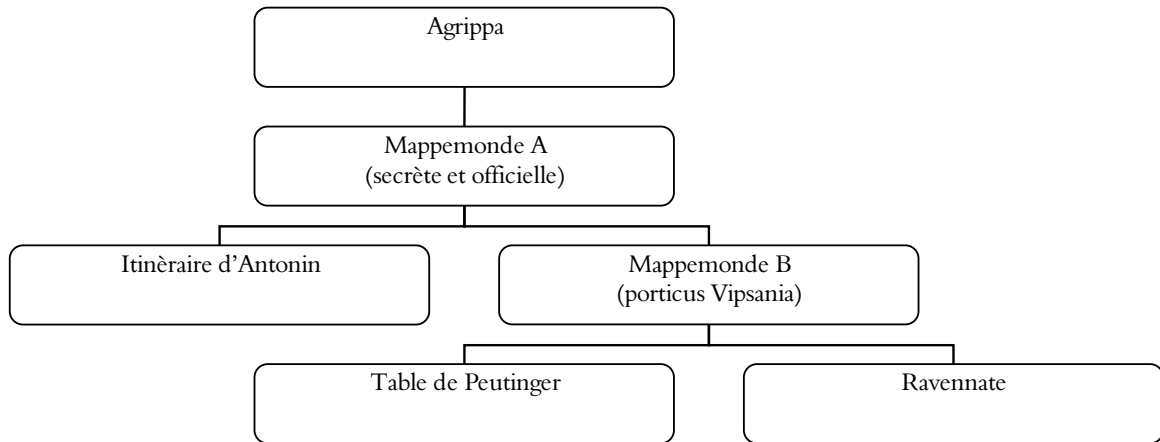 Agrippa
Mappemonde A
(secrète et officielle)
Itinèraire d’Antonin
Mappemonde B
(porticus Vipsania)
Table de Peutinger
Ravennate